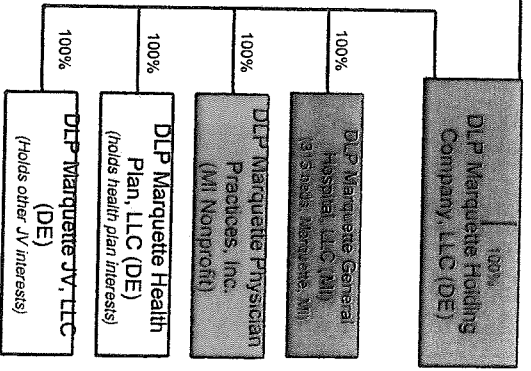 100%
DLP Marquette Holding
Company, LLC (DE)
100%
DLP Marquette General
Hospital, LLC (MI)
beds, Marquette, MI)
100%
DLP Marquette Physician
Practices, Inc.
(MI Nonprofit)
100%
DLP Marquette Health
Plan, LLC (DE)
(holds health plan interests)
100%
DLP Marquette JV, LLC
(DE)
(Holds other JV interests)